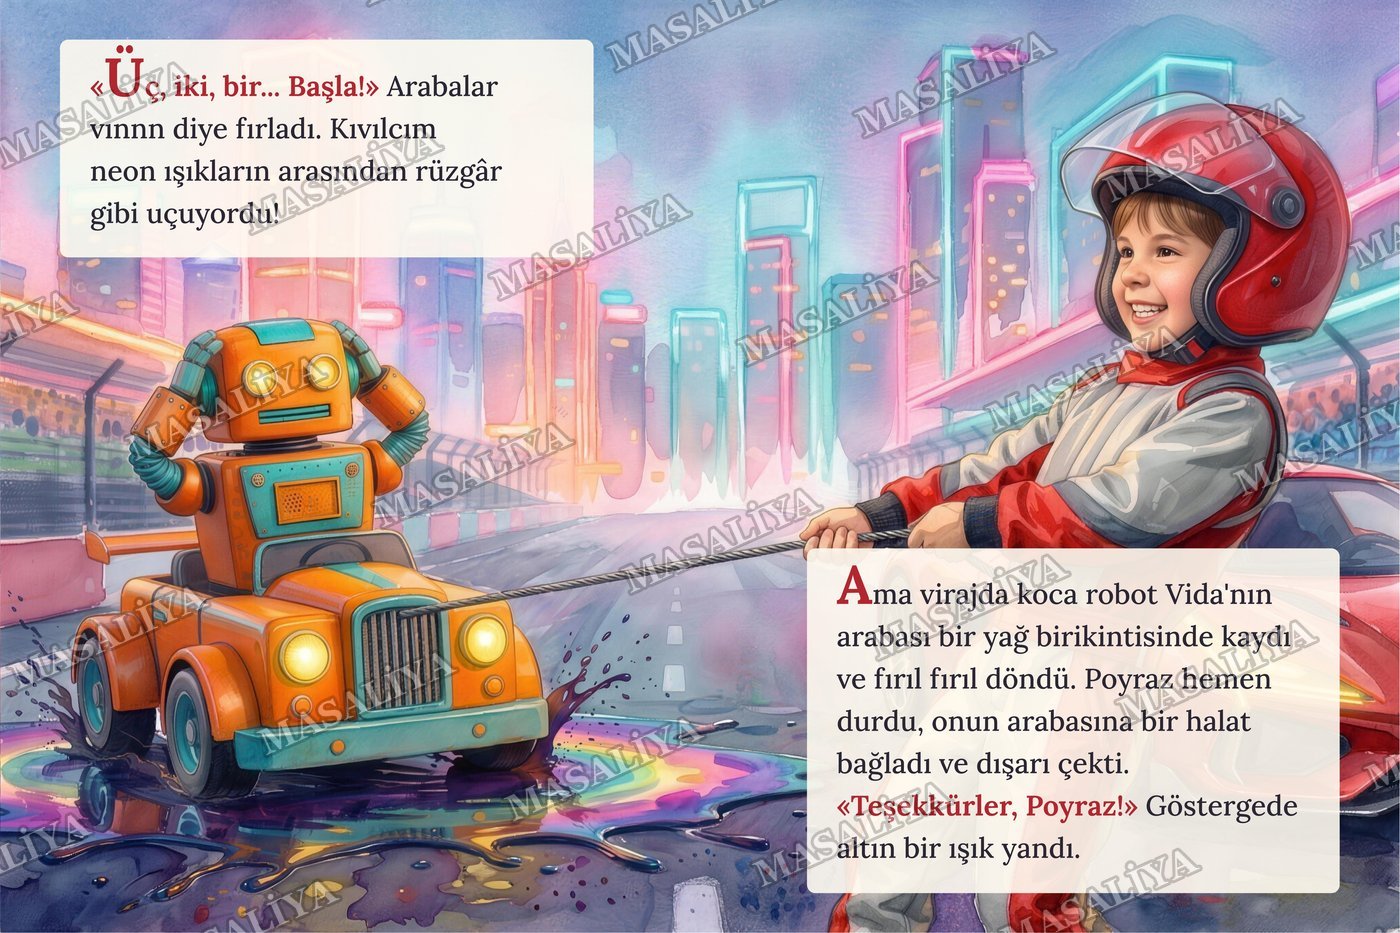 «Üç, iki, bir... Başla!» Arabalar
vınnn diye fırladı. Kıvılcım
neon ışıkların arasından rüzgâr
gibi uçuyordu!
Ama virajda koca robot Vida'nın
arabası bir yağ birikintisinde kaydı
ve fırıl fırıl döndü. Poyraz hemen
durdu, onun arabasına bir halat
bağladı ve dışarı çekti.
«Teşekkürler, Poyraz!» Göstergede
altın bir ışık yandı.
MASALİYA